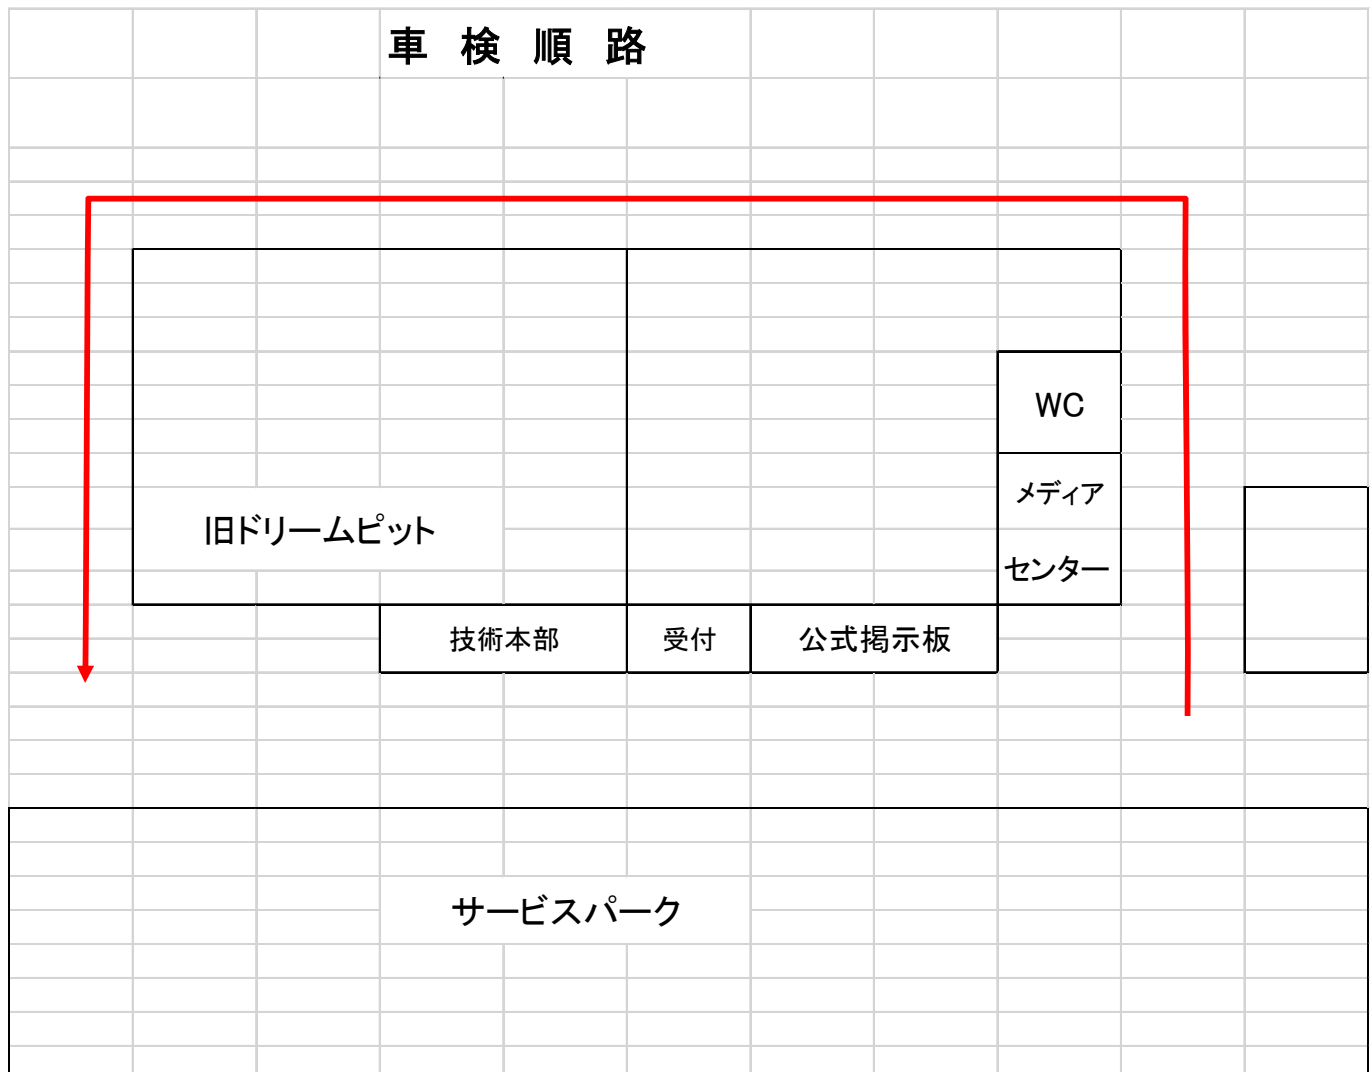 車 検 順 路
WC
メディア
センター
旧ドリームピット
技術本部
受付
公式掲示板
サービスパーク